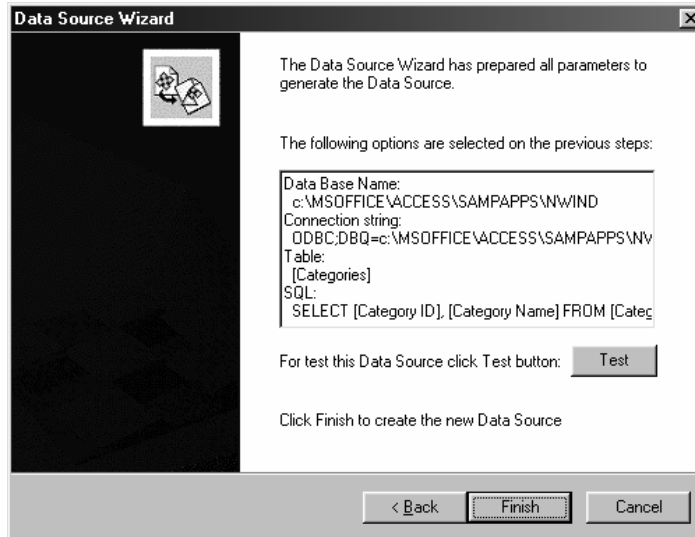 Data Source Wizard
The Data Source Wizard has prepared all parameters to
generate the Data Source.
The following options are selected on the previous steps:
Data Base Name:
c:\MSOFFICE\ACCESS\SAMPAPPS\NWIND
Connection string:
ODBC;DBQ=c:\MSOFFICE\ACCESS\SAMPAPPS\NV
Table:
[Categories]
SQL:
SELECT [Category ID], [Category Name] FROM [Categ
For test this Data Source click Test button:
Test
Click Finish to create the new Data Source
< Back
Finish
Cancel